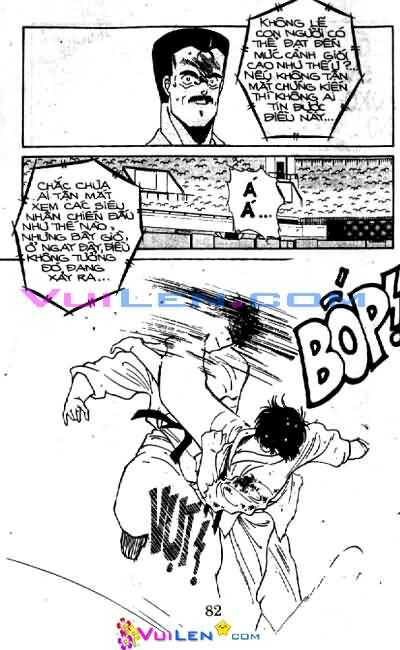 KHÔNG LẼ
CON NGƯỜI CÓ
THỂ ĐẠT ĐẾN
MỨC CẢNH GIỚI
CAO NHƯ THẾ Ư?...
NẾU KHÔNG TẬN
MẮT CHỨNG KIẾN
THÌ KHÔNG AI
TIN ĐƯỢC
ĐIỀU NÀY...
CHẮC CHƯA
AI TẬN MẮT
XEM CÁC SIÊU
NHÂN CHIẾN ĐẤU
NHƯ THẾ NÀO,
NHƯNG BÂY GIỜ,
Ở NGAY ĐÂY, ĐIỀU
KHÔNG TƯỞNG
ĐÓ, ĐANG
XẢY RA...
Á
Á...
VUILEN.COM
BỐP!
VỤT!
82
VUILEN.COM